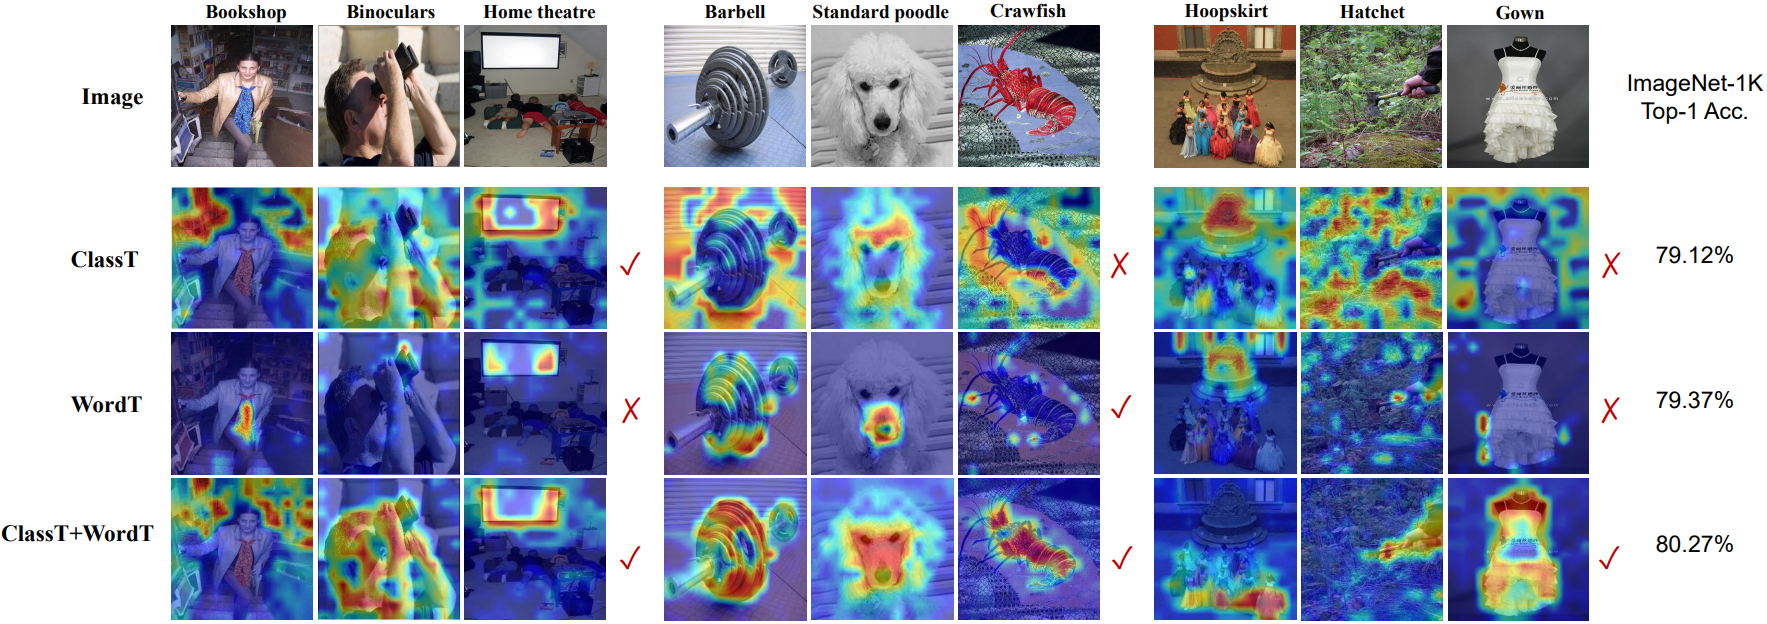 Bookshop Binoculars Home theatre Barbell Standard poodle Crawfish Hoopskirt Hatchet Gown
Image
ImageNet-1K
Top-1 Acc.
ClassT ✓ ✗ ✗ 79.12%
WordT ✗ ✓ ✗ 79.37%
ClassT+WordT ✓ ✓ ✓ 80.27%